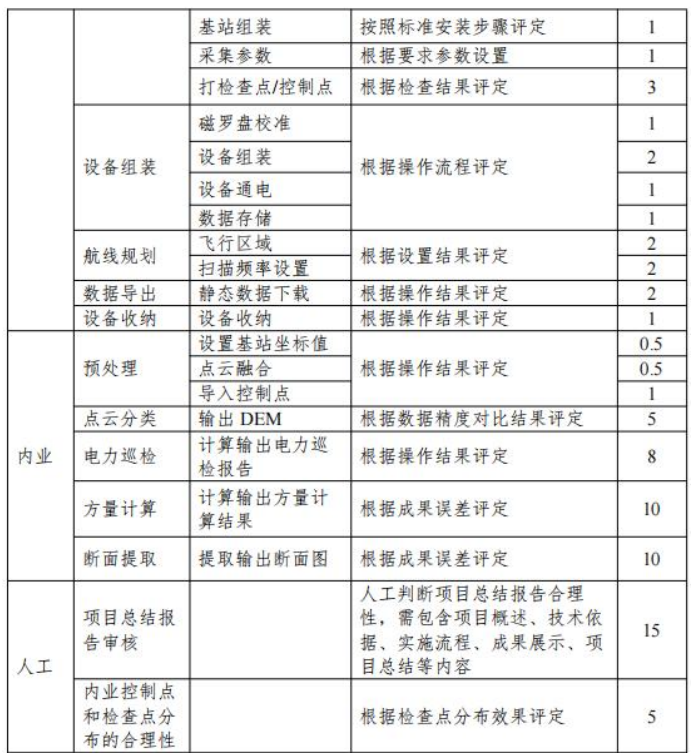 基站组装 按照标准安装步骤评定 1
采集参数 根据要求参数设置 1
打检查点/控制点 根据检查结果评定 3
设备组装
磁罗盘校准 1
设备组装 2
设备通电 1
数据存储 1
根据操作流程评定
航线规划
飞行区域 2
扫描频率设置 2
根据设置结果评定
数据导出 静态数据下载 根据操作结果评定 2
设备收纳 设备收纳 根据操作结果评定 1
内业
预处理
设置基站坐标值 0.5
点云融合 0.5
导入控制点 1
根据操作结果评定
点云分类 输出 DEM 根据数据精度对比结果评定 5
电力巡检
计算输出电力巡
检报告
根据操作结果评定 8
方量计算
计算输出方量计
算结果
根据成果误差评定 10
断面提取 提取输出断面图 根据成果误差评定 10
人工
项目总结报
告审核
人工判断项目总结报告合理
性，需包含项目概述、技术依
据、实施流程、成果展示、项
目总结等内容
15
内业控制点
和检查点分
布的合理性
根据检查点分布效果评定 5